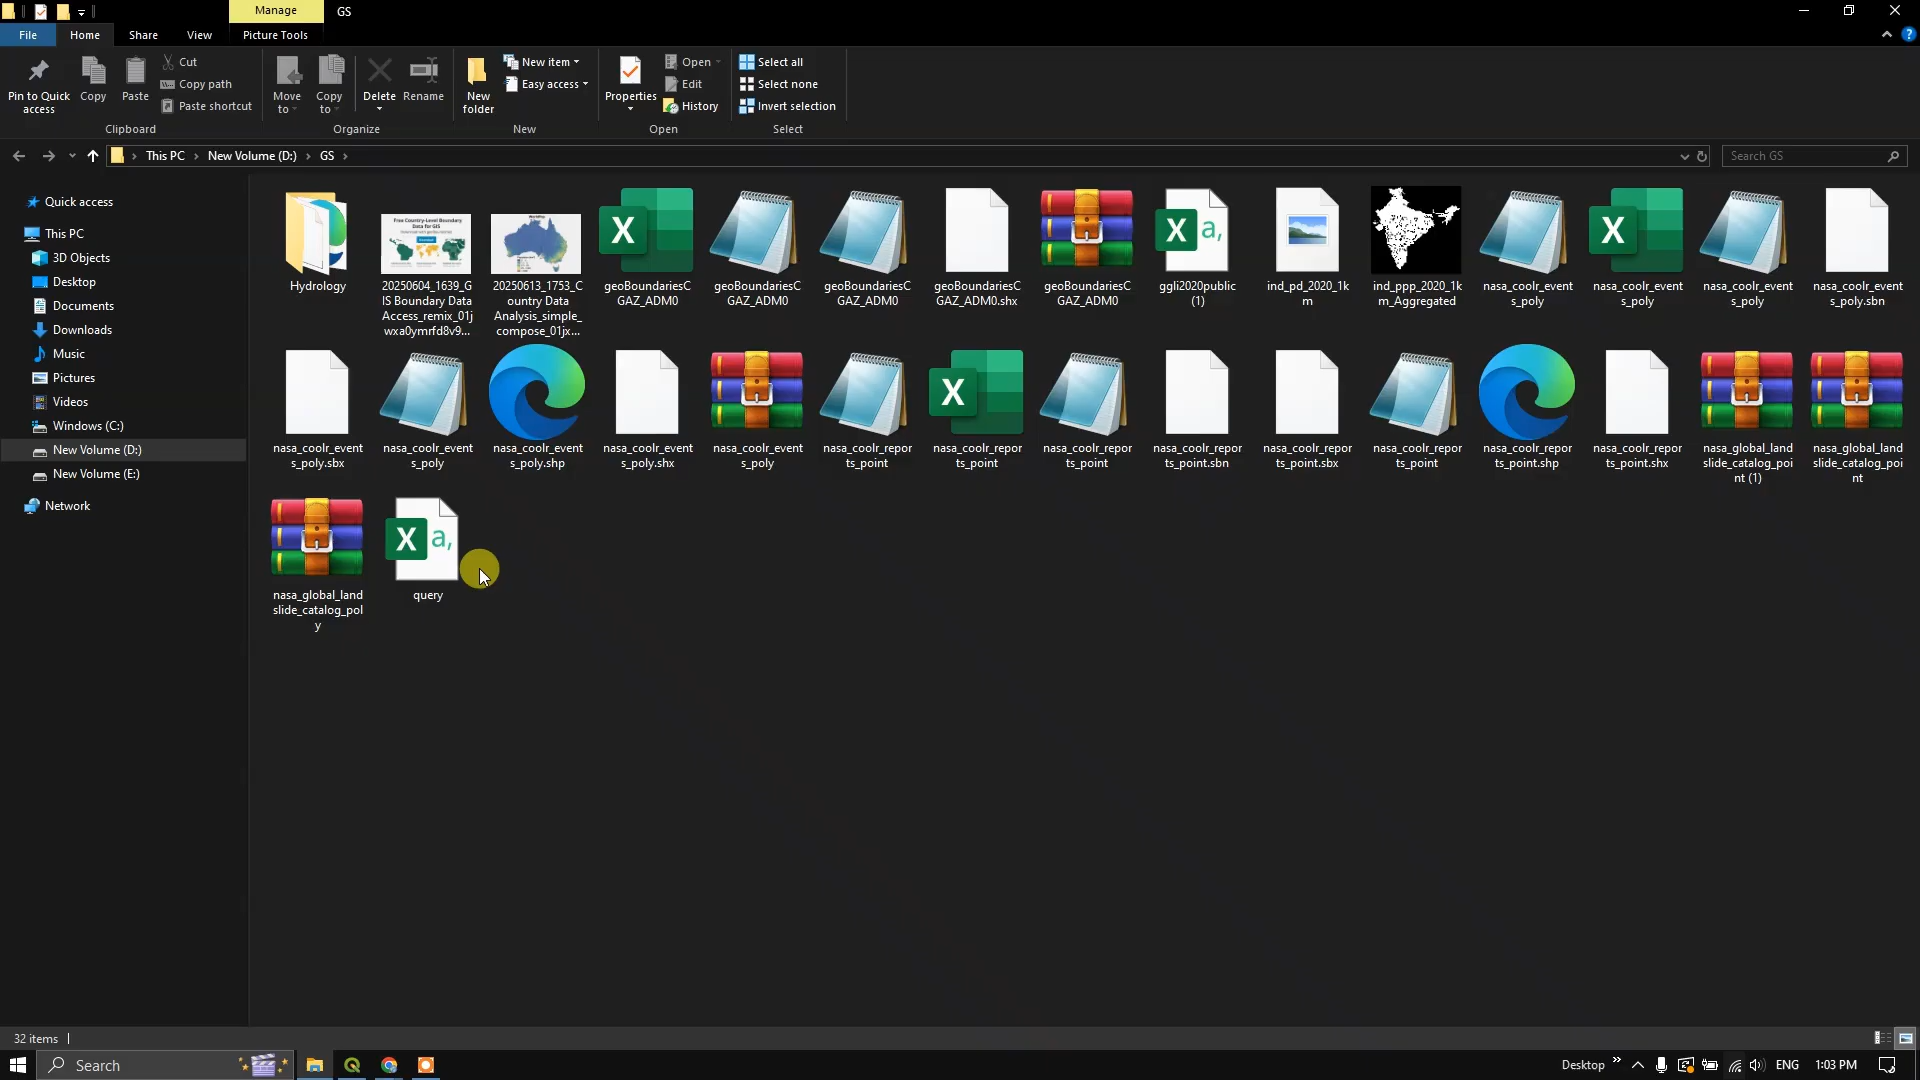 Manage
GS
File
Home
Share
View
Picture Tools
Pin to Quick
access
Copy
Paste
Cut
Copy path
Paste shortcut
Clipboard
Move
to
Copy
to
Delete
Rename
Organize
New
folder
New item
Easy access
New
Properties
Open
Edit
History
Open
Select all
Select none
Invert selection
Select
This PC
New Volume (D:)
GS
Search GS
Quick access
This PC
3D Objects
Desktop
Documents
Downloads
Music
Pictures
Videos
Windows (C:)
New Volume (D:)
New Volume (E:)
Network
Hydrology
20250604_1639_G
IS Boundary Data
Access_remix_01j
wxa0ymrfd8v9...
20250613_1753_C
ountry Data
Analysis_simple_
compose_01jx...
geoBoundariesC
GAZ_ADM0
geoBoundariesC
GAZ_ADM0
geoBoundariesC
GAZ_ADM0
geoBoundariesC
GAZ_ADM0.shx
geoBoundariesC
GAZ_ADM0
ggli2020public
(1)
ind_pd_2020_1k
m
ind_ppp_2020_1k
m_Aggregated
nasa_coolr_event
s_poly
nasa_coolr_event
s_poly
nasa_coolr_event
s_poly
nasa_coolr_event
s_poly.sbn
nasa_coolr_event
s_poly.sbx
nasa_coolr_event
s_poly
nasa_coolr_event
s_poly.shp
nasa_coolr_event
s_poly.shx
nasa_coolr_event
s_poly
nasa_coolr_repor
ts_point
nasa_coolr_repor
ts_point
nasa_coolr_repor
ts_point
nasa_coolr_repor
ts_point.sbn
nasa_coolr_repor
ts_point.sbx
nasa_coolr_repor
ts_point
nasa_coolr_repor
ts_point.shp
nasa_coolr_repor
ts_point.shx
nasa_global_land
slide_catalog_poi
nt (1)
nasa_global_land
slide_catalog_poi
nt
nasa_global_land
slide_catalog_pol
y
query
32 items
Search
Desktop
ENG
1:03 PM